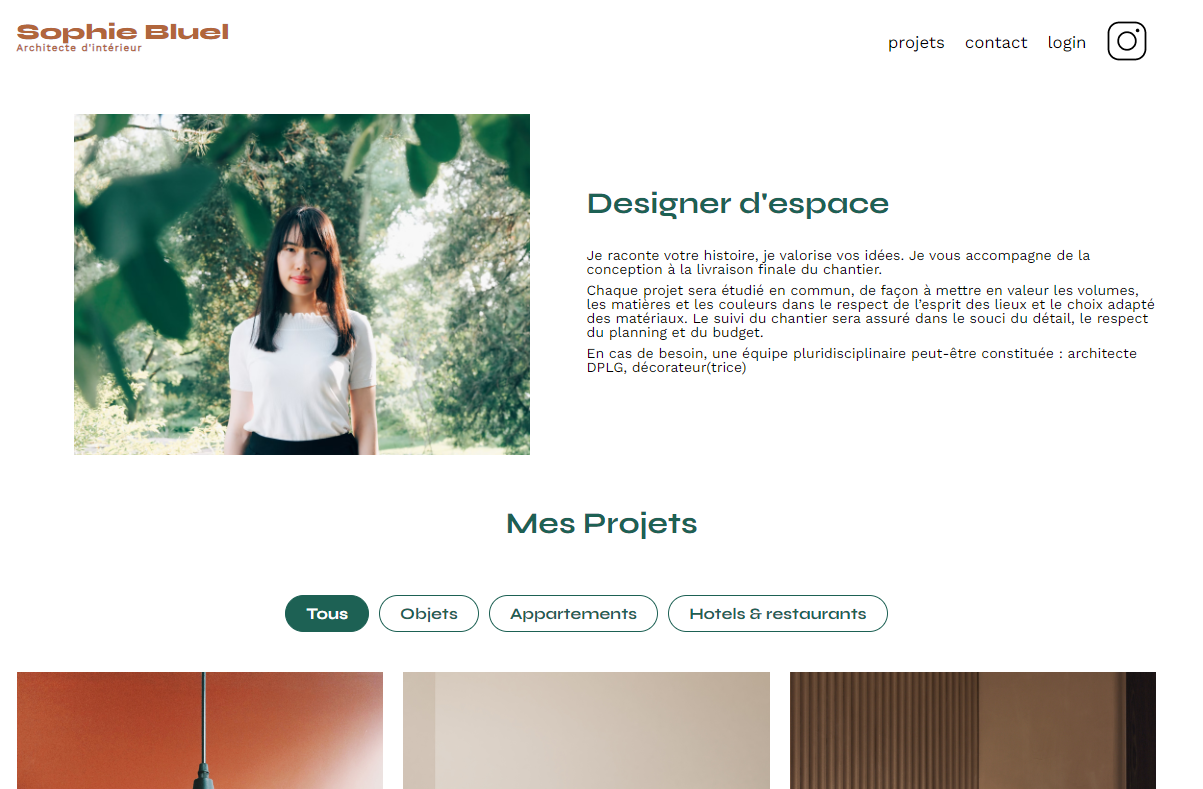 Sophie Bluel
Architecte d'intérieur
projets contact login
Designer d'espace
Je raconte votre histoire, je valorise vos idées. Je vous accompagne de la
conception à la livraison finale du chantier.
Chaque projet sera étudié en commun, de façon à mettre en valeur les volumes,
les matières et les couleurs dans le respect de l’esprit des lieux et le choix adapté
des matériaux. Le suivi du chantier sera assuré dans le souci du détail, le respect
du planning et du budget.
En cas de besoin, une équipe pluridisciplinaire peut-être constituée : architecte
DPLG, décorateur(trice)
Mes Projets
Tous Objets Appartements Hotels & restaurants